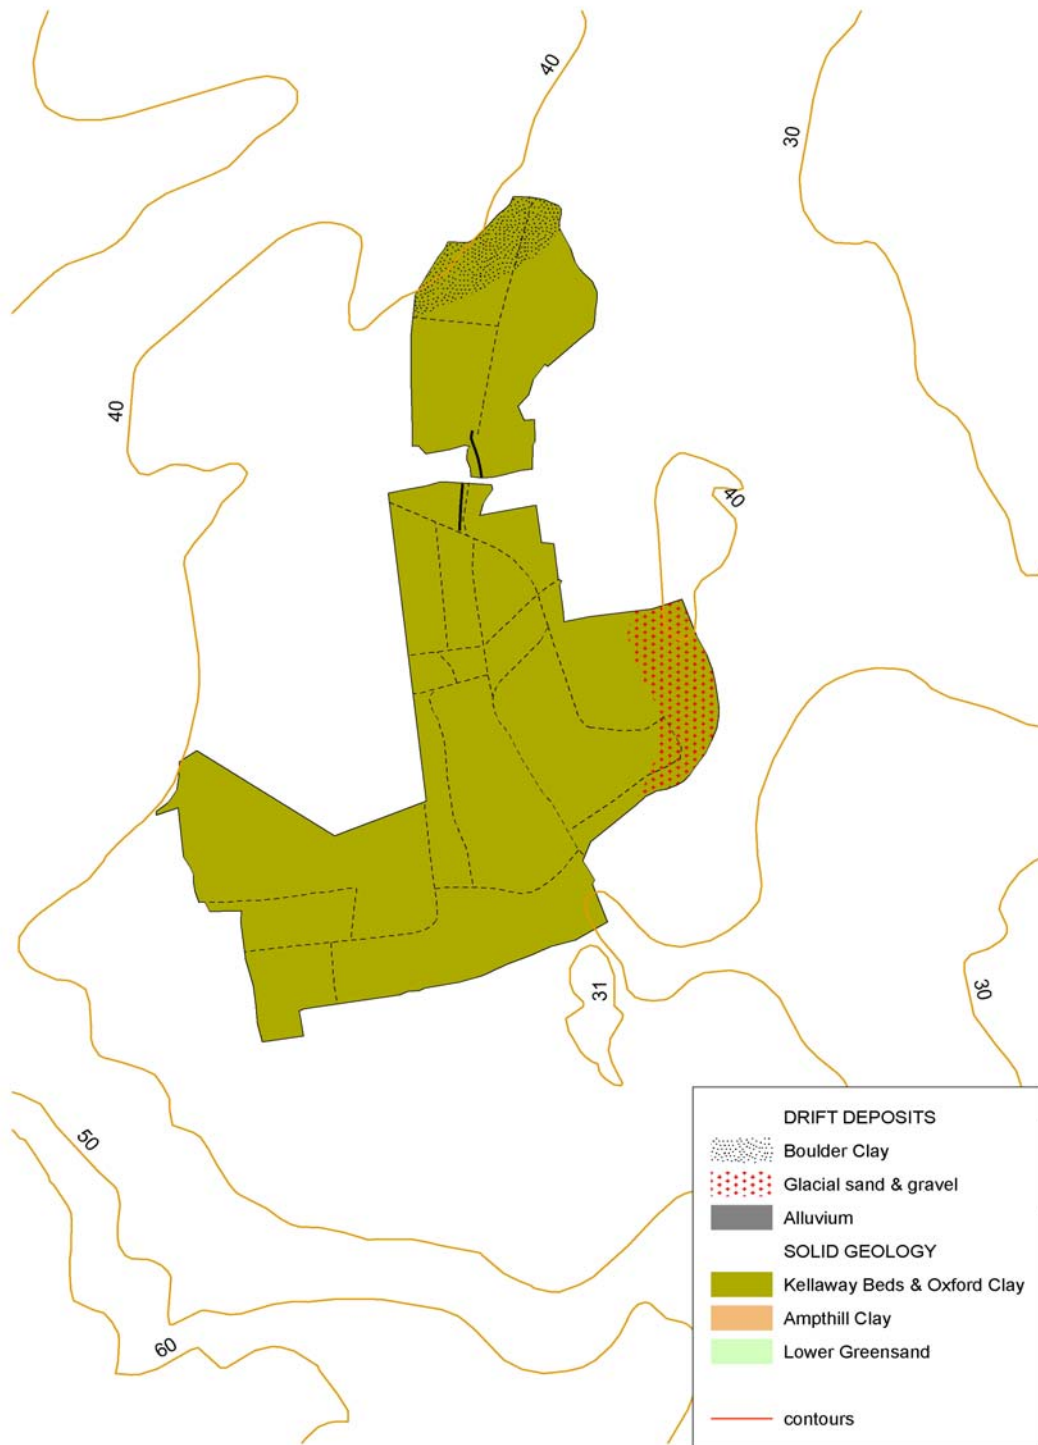 40
30
40
40
31
30
50
60
DRIFT DEPOSITS
Boulder Clay
Glacial sand & gravel
Alluvium
SOLID GEOLOGY
Kellaway Beds & Oxford Clay
Ampthill Clay
Lower Greensand
contours